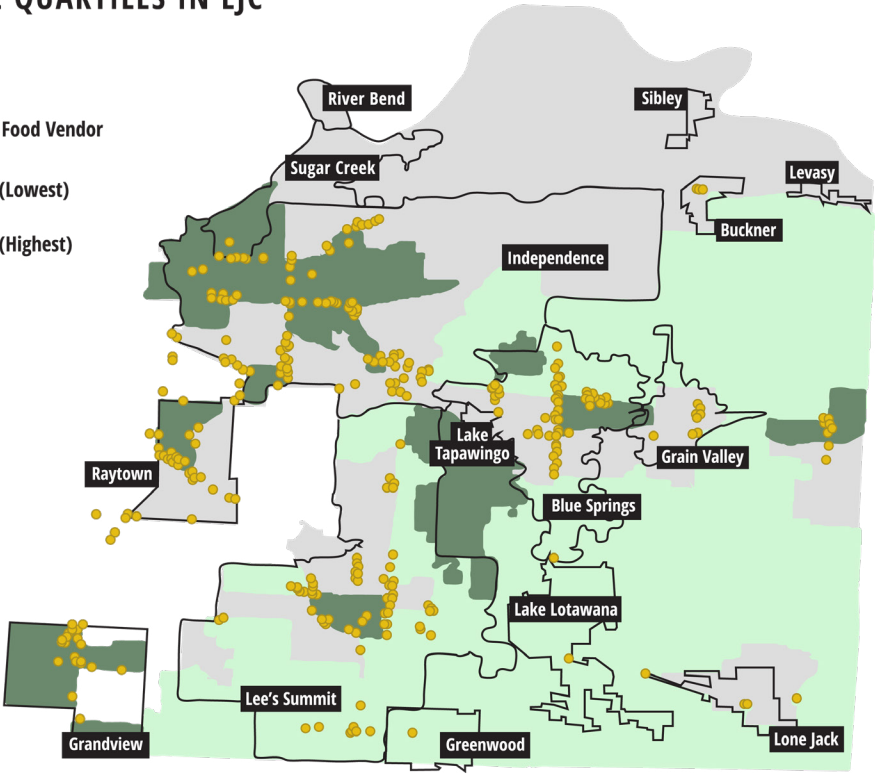 QUARTILES IN EJC
Food Vendor
(Lowest)
(Highest)
River Bend
Sibley
Sugar Creek
Levasy
Buckner
Independence
Lake
Tapawingo
Grain Valley
Raytown
Blue Springs
Lake Lotawana
Lee's Summit
Grandview
Greenwood
Lone Jack